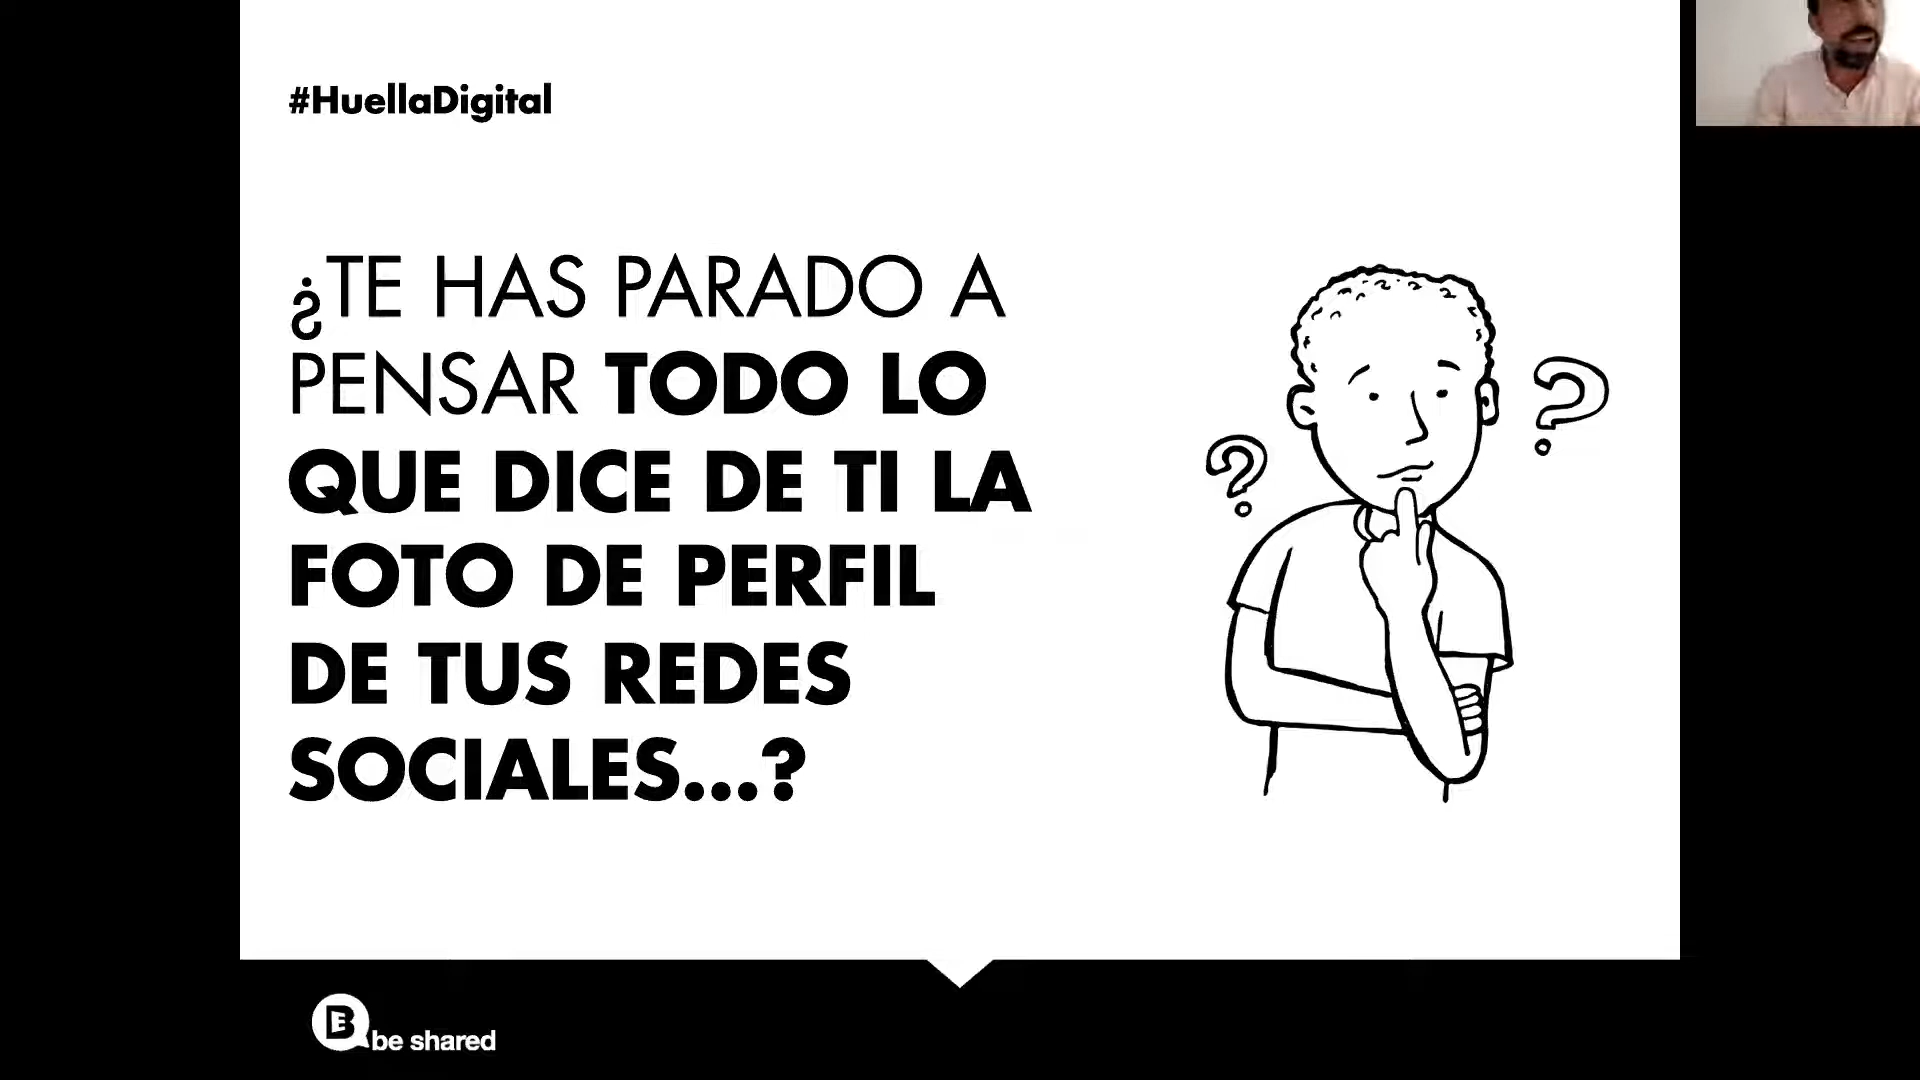 #HuellaDigital
¿TE HAS PARADO A
PENSAR TODO LO
QUE DICE DE TI LA
FOTO DE PERFIL
DE TUS REDES
SOCIALES...?
be shared